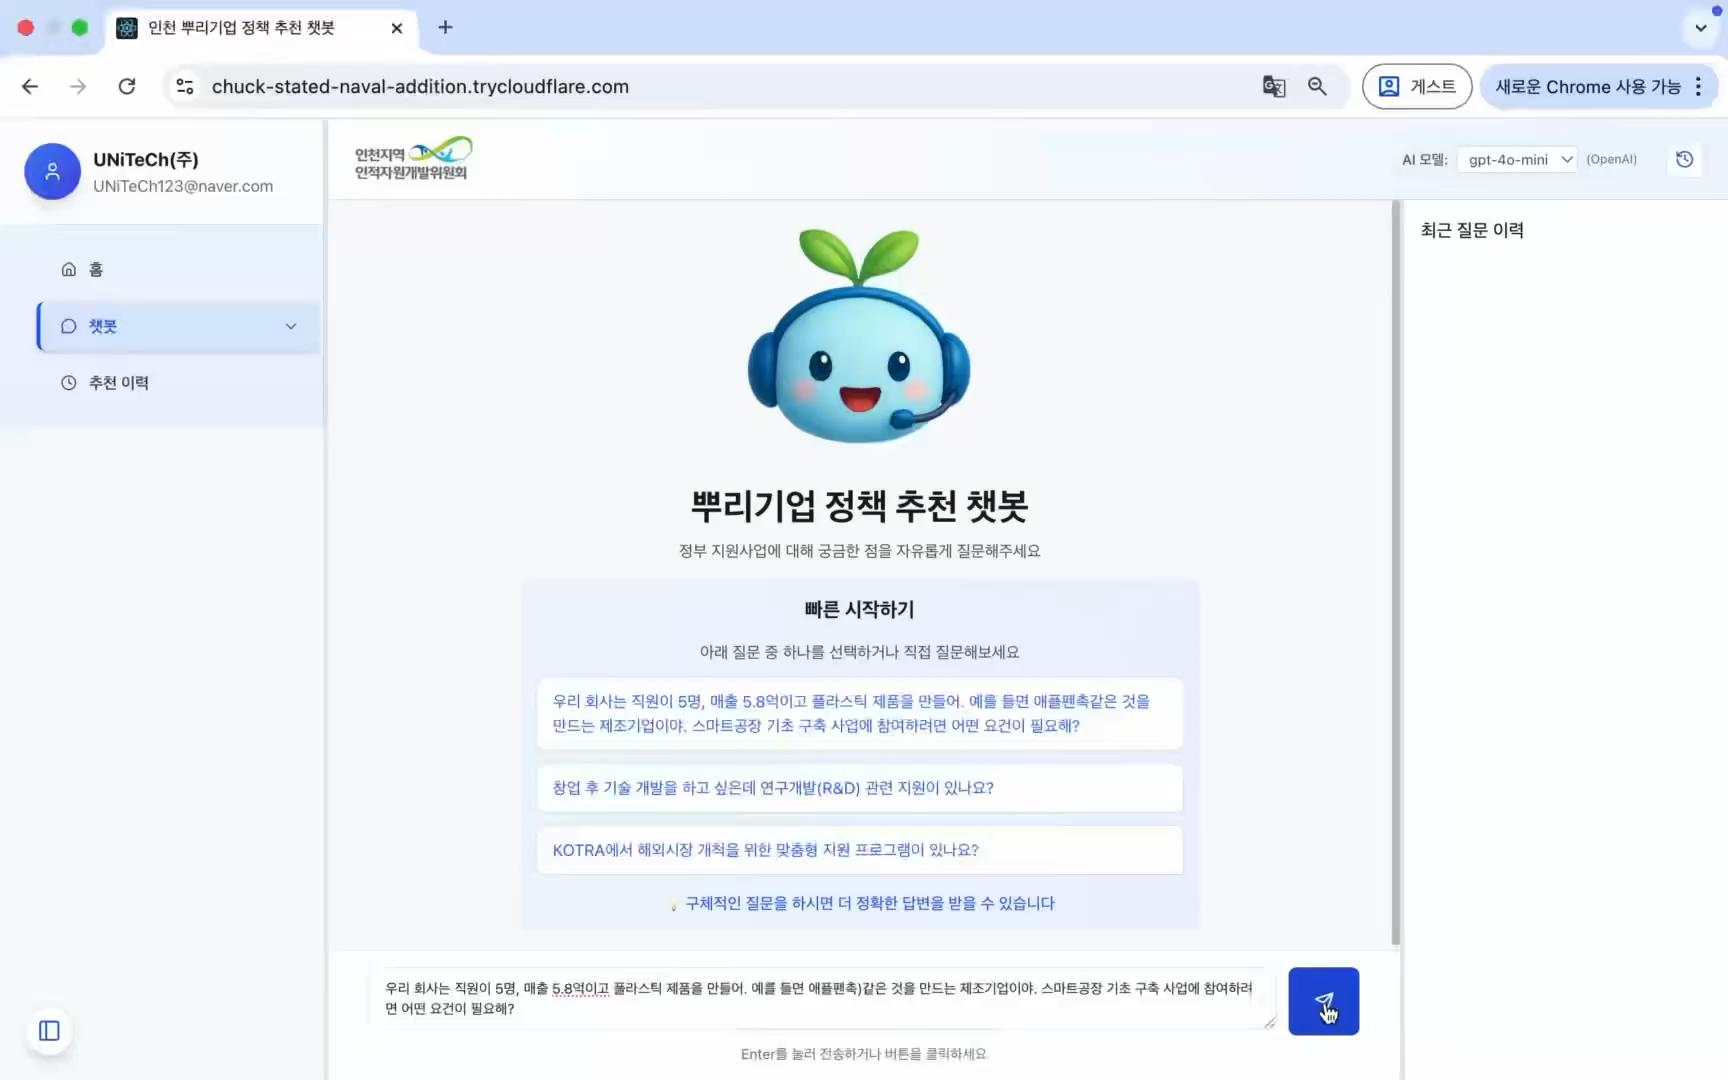 인천 뿌리기업 정책 추천 챗봇
chuck-stated-naval-addition.trycloudflare.com
게스트
새로운 Chrome 사용 가능
UNiTeCh(주)
UNiTeCh123@naver.com
홈
챗봇
추천 이력
인천지역
인적자원개발위원회
AI 모델: gpt-4o-mini (OpenAI)
최근 질문 이력
뿌리기업 정책 추천 챗봇
정부 지원사업에 대해 궁금한 점을 자유롭게 질문해주세요
빠른 시작하기
아래 질문 중 하나를 선택하거나 직접 질문해보세요
우리 회사는 직원이 5명, 매출 5.8억이고 플라스틱 제품을 만들어. 예를 들면 애플펜촉같은 것을
만드는 제조기업이야. 스마트공장 기초 구축 사업에 참여하려면 어떤 요건이 필요해?
창업 후 기술 개발을 하고 싶은데 연구개발(R&D) 관련 지원이 있나요?
KOTRA에서 해외시장 개척을 위한 맞춤형 지원 프로그램이 있나요?
💡 구체적인 질문을 하시면 더 정확한 답변을 받을 수 있습니다
우리 회사는 직원이 5명, 매출 5.8억이고 플라스틱 제품을 만들어. 예를 들면 애플펜촉)같은 것을 만드는 제조기업이야. 스마트공장 기초 구축 사업에 참여하려
면 어떤 요건이 필요해?
Enter를 눌러 전송하거나 버튼을 클릭하세요